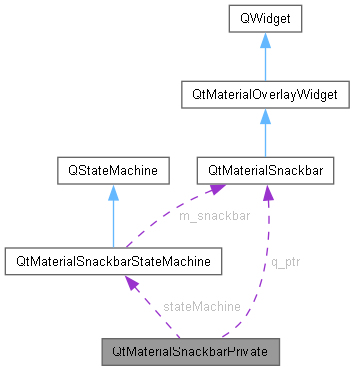 QWidget
QtMaterialOverlayWidget
QStateMachine
QtMaterialSnackbar
m_snackbar
QtMaterialSnackbarStateMachine
q_ptr
stateMachine
QtMaterialSnackbarPrivate